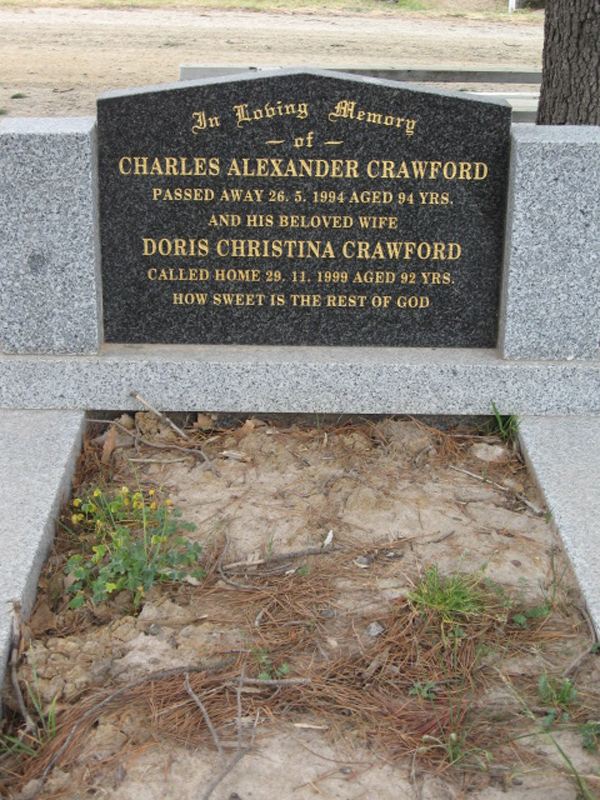 In Loving Memory
— of —
CHARLES ALEXANDER CRAWFORD
PASSED AWAY 26. 5. 1994 AGED 94 YRS.
AND HIS BELOVED WIFE
DORIS CHRISTINA CRAWFORD
CALLED HOME 29. 11. 1999 AGED 92 YRS.
HOW SWEET IS THE REST OF GOD